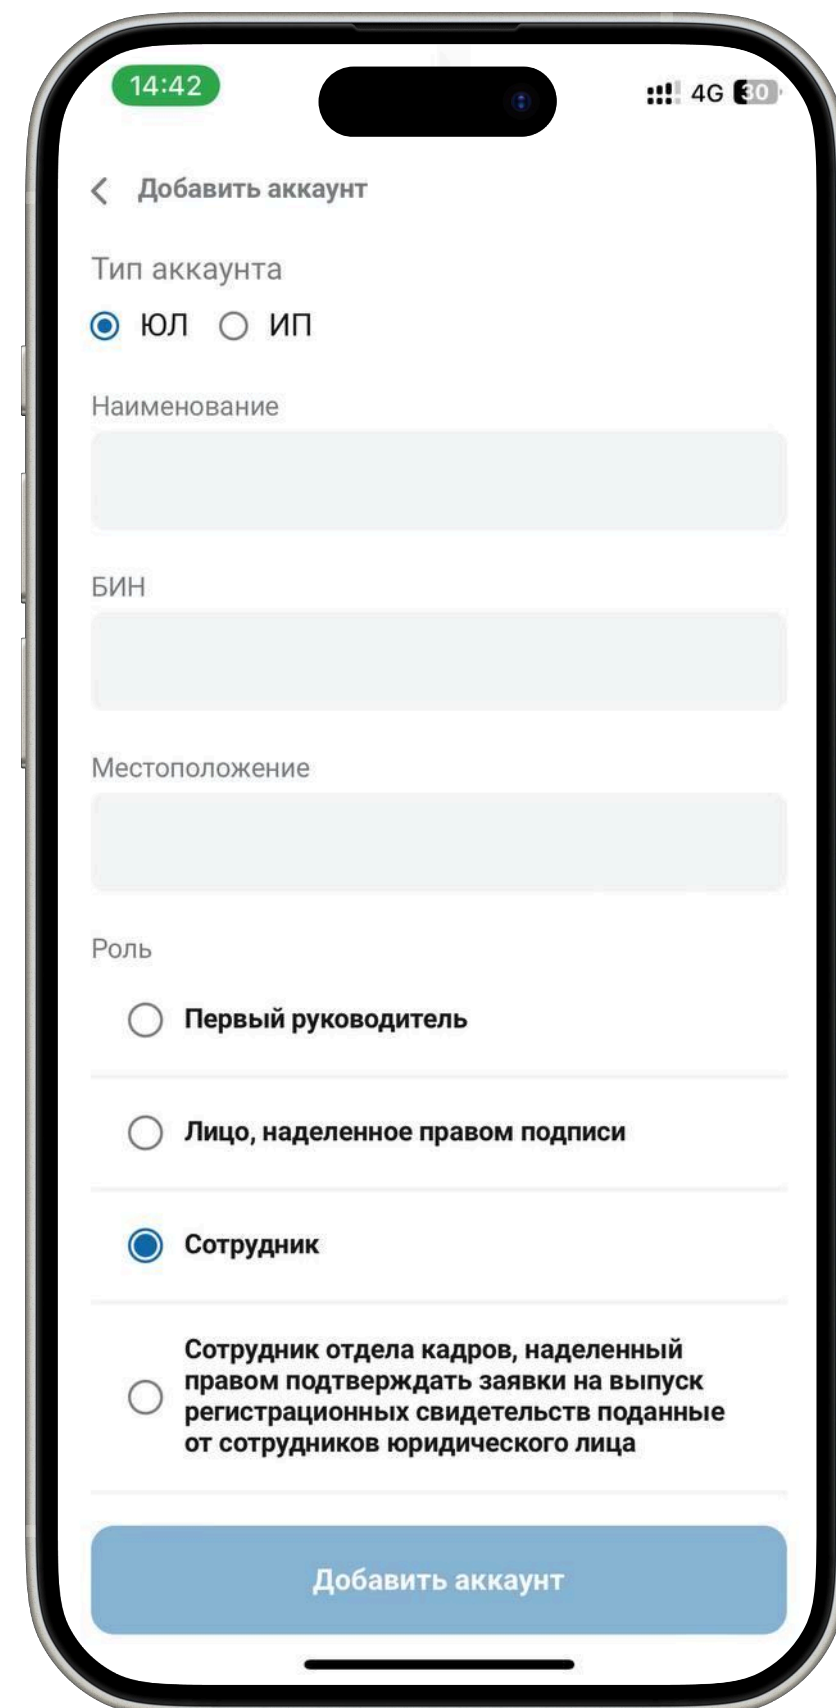 14:42
4G 30
Добавить аккаунт
Тип аккаунта
ЮЛ ИП
Наименование
БИН
Местоположение
Роль
Первый руководитель
Лицо, наделенное правом подписи
Сотрудник
Сотрудник отдела кадров, наделенный
правом подтверждать заявки на выпуск
регистрационных свидетельств поданные
от сотрудников юридического лица
Добавить аккаунт